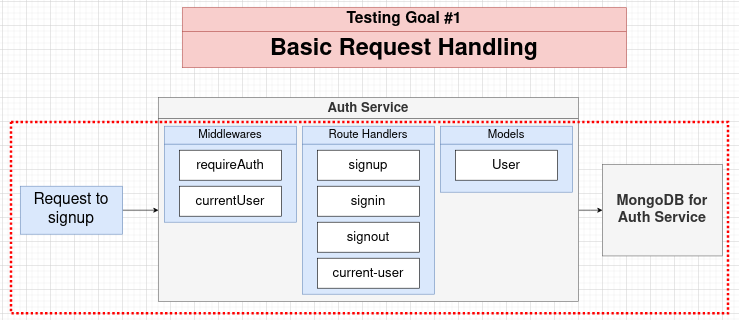 Testing Goal #1
Basic Request Handling
Auth Service
Middlewares
requireAuth
currentUser
Route Handlers
signup
signin
signout
current-user
Models
User
Request to
signup
MongoDB for
Auth Service